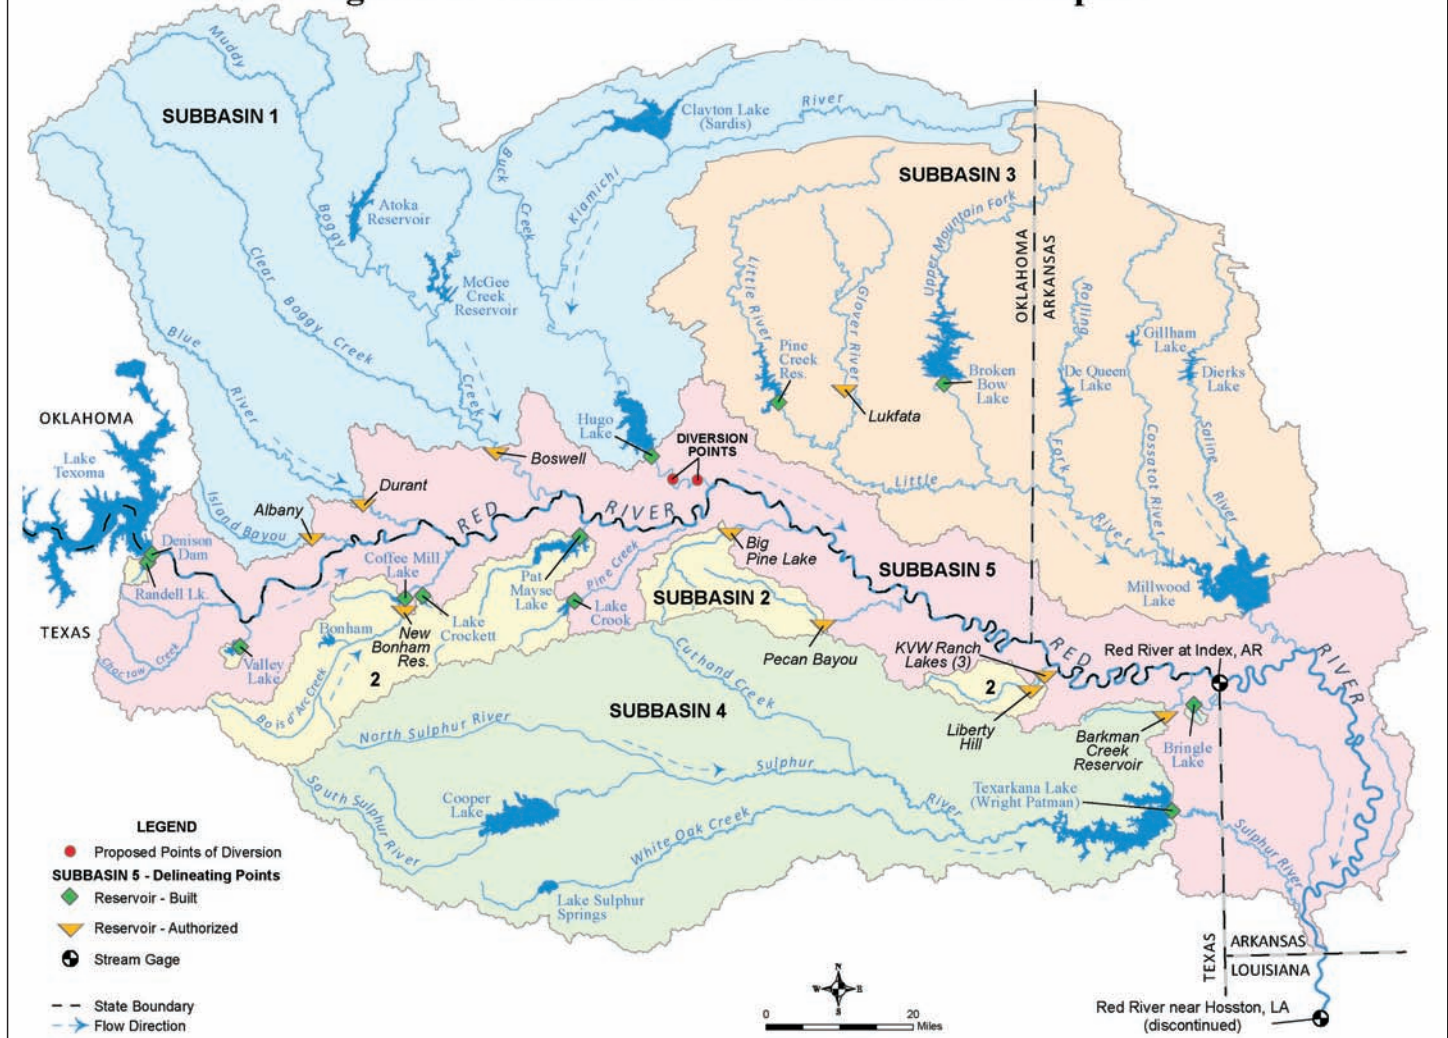 SUBBASIN 1
Muddy
Boggy
Clear
Boggy Creek
Blue
River
Island Bayou
Buck
Creek
Kiamichi
River
Creek
Clayton Lake
(Sardis)
Atoka
Reservoir
McGee
Creek
Reservoir
Hugo
Lake
DIVERSION
POINTS
SUBBASIN 3
Upper Mountain Fork
Little River
Glover River
Pine
Creek
Res.
Lukfata
Broken
Bow
Lake
OKLAHOMA
ARKANSAS
Rolling
Fork
Gillham
Lake
De Queen
Lake
Dierks
Lake
Cossatot River
Saline
River
Little
River
Millwood
Lake
OKLAHOMA
Lake
Texoma
TEXAS
Denison
Dam
Randell Lk.
Albany
Durant
Boswell
RED
RIVER
Coffee Mill
Lake
Bonham
New
Bonham
Res.
Lake
Crockett
Pat
Mayse
Lake
Pine Creek
Lake
Crook
Choctaw Creek
Valley
Lake
Bois d'Arc Creek
2
SUBBASIN 2
Big
Pine Lake
Pecan Bayou
SUBBASIN 5
KVW Ranch
Lakes (3)
2
Liberty
Hill
RED
Red River at Index, AR
RIVER
Barkman
Creek
Reservoir
Bringle
Lake
SUBBASIN 4
Cuthand Creek
North Sulphur River
South Sulphur
River
Sulphur
River
Cooper
Lake
White Oak Creek
Lake Sulphur
Springs
Texarkana Lake
(Wright Patman)
Sulphur River
TEXAS
ARKANSAS
LOUISIANA
Red River near Hosston, LA
(discontinued)
LEGEND
Proposed Points of Diversion
SUBBASIN 5 - Delineating Points
Reservoir - Built
Reservoir - Authorized
Stream Gage
State Boundary
Flow Direction
N
W E
S
0 20
Miles